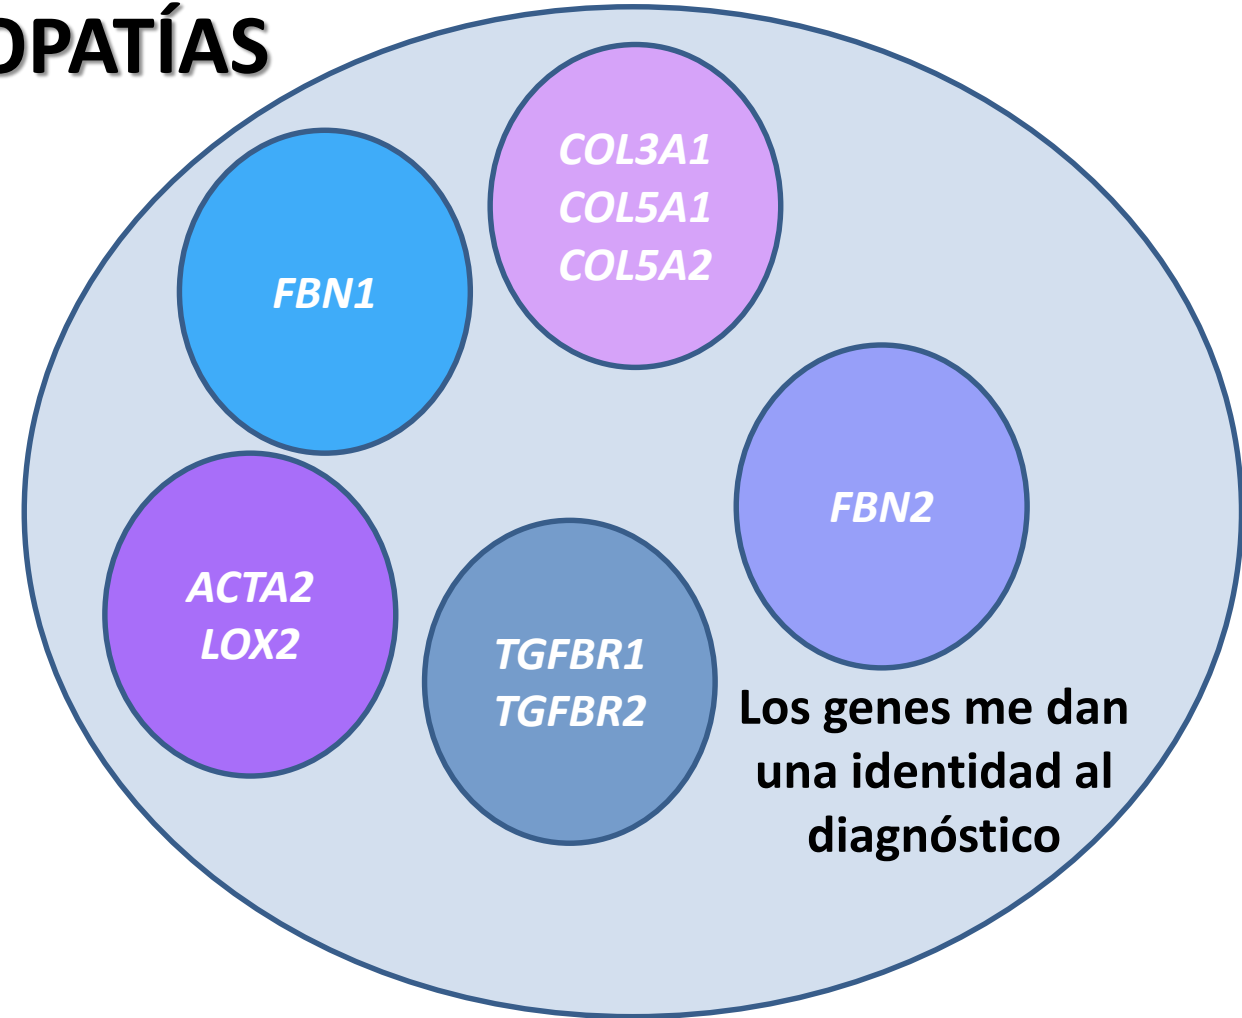 OPATÍAS
COL3A1
COL5A1
COL5A2
FBN1
FBN2
ACTA2
LOX2
TGFBR1
TGFBR2
Los genes me dan
una identidad al
diagnóstico